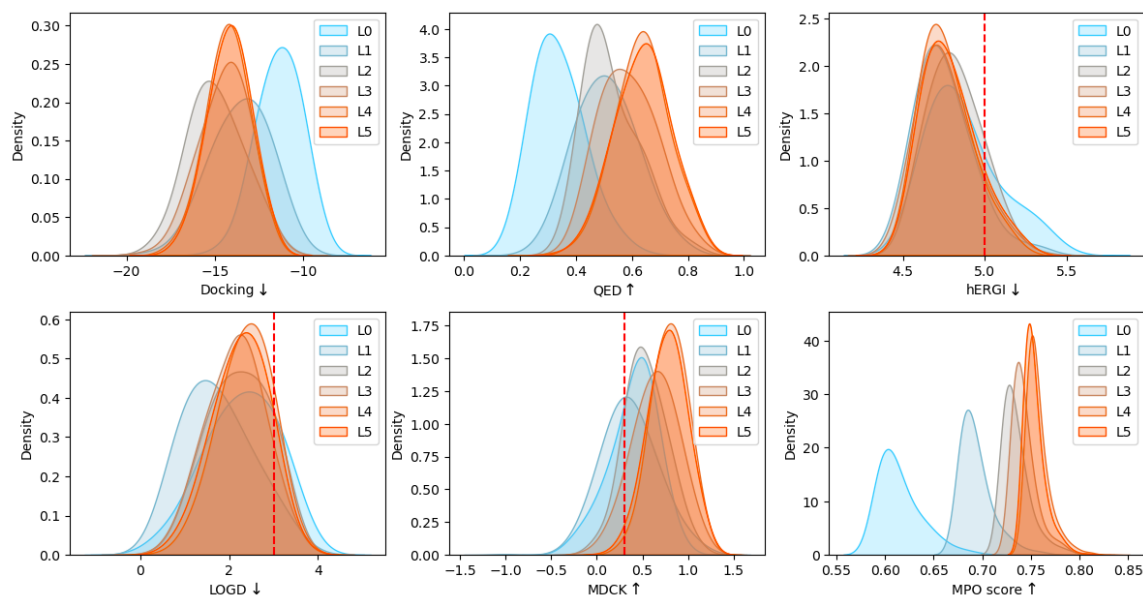 Density
0.30
0.25
0.20
0.15
0.10
0.05
0.00
−20
−15
−10
Docking ↓
L0
L1
L2
L3
L4
L5
Density
4.0
3.5
3.0
2.5
2.0
1.5
1.0
0.5
0.0
0.0
0.2
0.4
0.6
0.8
1.0
QED ↑
L0
L1
L2
L3
L4
L5
Density
2.5
2.0
1.5
1.0
0.5
0.0
4.5
5.0
5.5
hERGI ↓
L0
L1
L2
L3
L4
L5
Density
0.6
0.5
0.4
0.3
0.2
0.1
0.0
0
2
4
LOGD ↓
L0
L1
L2
L3
L4
L5
Density
1.75
1.50
1.25
1.00
0.75
0.50
0.25
0.00
−1.5
−1.0
−0.5
0.0
0.5
1.0
1.5
MDCK ↑
L0
L1
L2
L3
L4
L5
Density
40
30
20
10
0
0.55
0.60
0.65
0.70
0.75
0.80
0.85
MPO score ↑
L0
L1
L2
L3
L4
L5